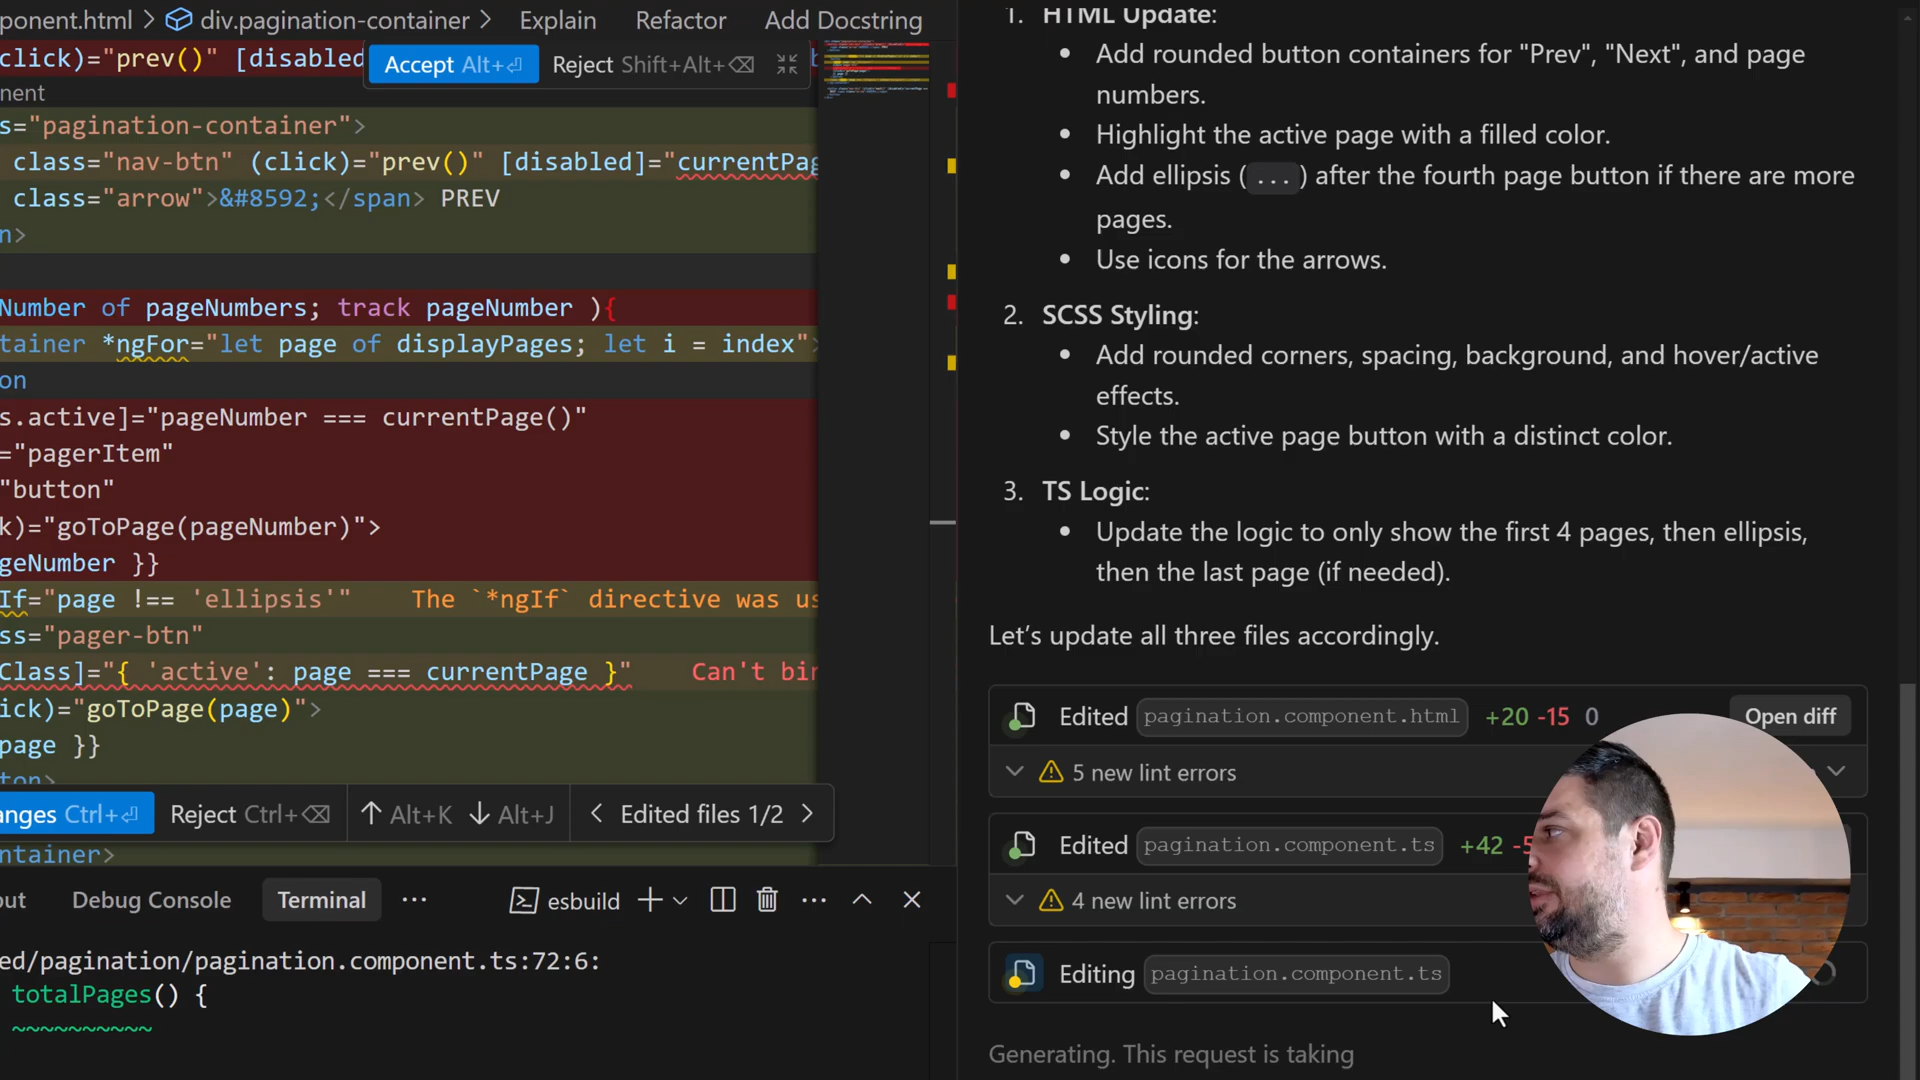 ponent.html > div.pagination-container > Explain Refactor Add Docstring
click)="prev()" [disabled
Accept Alt+⏎ Reject Shift+Alt+⌫
nent
s="pagination-container">
class="nav-btn" (click)="prev()" [disabled]="currentPag
class="arrow">&#8592;</span> PREV
n>
Number of pageNumbers; track pageNumber ){
tainer *ngFor="let page of displayPages; let i = index">
on
s.active]="pageNumber === currentPage()"
="pagerItem"
"button"
k)="goToPage(pageNumber)">
geNumber }}
If="page !== 'ellipsis'" The `*ngIf` directive was us
ss="pager-btn"
Class]="{ 'active': page === currentPage }" Can't bin
ick)="goToPage(page)">
page }}
ton>
anges Ctrl+⏎ Reject Ctrl+⌫ ↑ Alt+K ↓ Alt+J < Edited files 1/2 >
ntainer>
out Debug Console Terminal ··· esbuild
ed/pagination/pagination.component.ts:72:6:
totalPages() {
~~~~~~~~~~
1. HTML Update:
• Add rounded button containers for "Prev", "Next", and page
numbers.
• Highlight the active page with a filled color.
• Add ellipsis ( ... ) after the fourth page button if there are more
pages.
• Use icons for the arrows.
2. SCSS Styling:
• Add rounded corners, spacing, background, and hover/active
effects.
• Style the active page button with a distinct color.
3. TS Logic:
• Update the logic to only show the first 4 pages, then ellipsis,
then the last page (if needed).
Let’s update all three files accordingly.
Edited pagination.component.html +20 -15 0 Open diff
5 new lint errors
Edited pagination.component.ts +42 -5
4 new lint errors
Editing pagination.component.ts
Generating. This request is taking